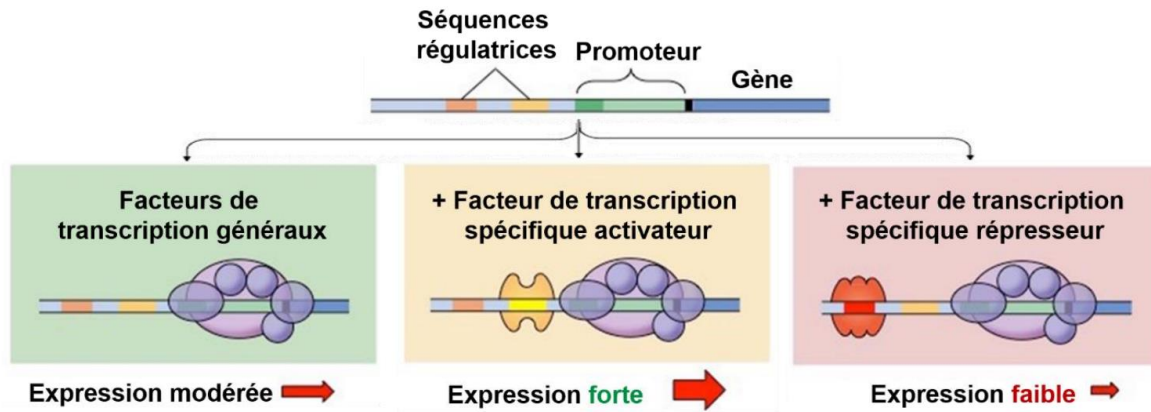 Séquences
régulatrices
Promoteur
Gène
Facteurs de
transcription généraux
+ Facteur de transcription
spécifique activateur
+ Facteur de transcription
spécifique répresseur
Expression modérée
Expression forte
Expression faible